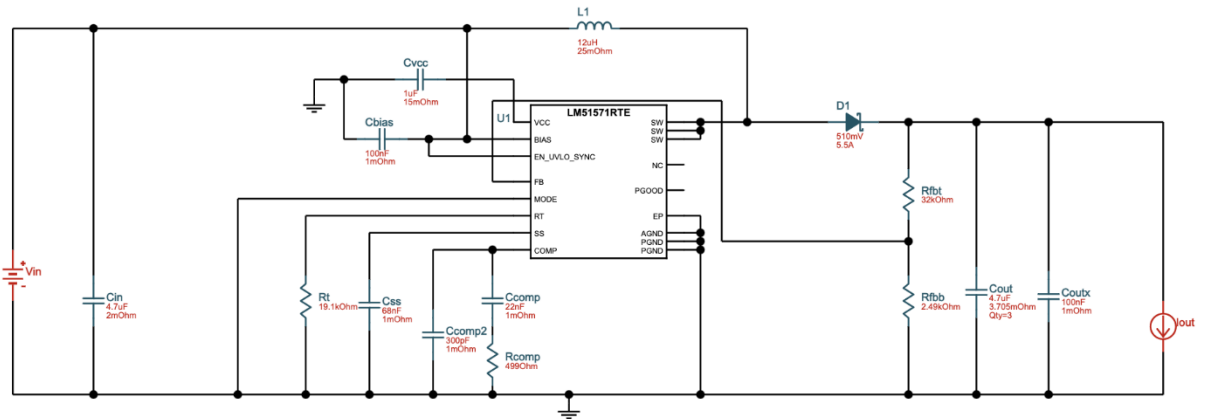 L1
12uH
25mOhm
Cvcc
1uF
15mOhm
Cbias
100nF
1mOhm
U1
LM51571RTE
VCC
BIAS
EN_UVLO_SYNC
FB
MODE
RT
SS
COMP
SW
SW
SW
NC
PGOOD
EP
AGND
PGND
PGND
D1
510mV
5.5A
Rfbt
32kOhm
Vin
+
-
Cin
4.7uF
2mOhm
Rt
19.1kOhm
Css
68nF
1mOhm
Ccomp
22nF
1mOhm
Ccomp2
300pF
1mOhm
Rcomp
499Ohm
Rfbb
2.49kOhm
Cout
4.7uF
3.705mOhm
Qty=3
Coutx
100nF
1mOhm
Iout